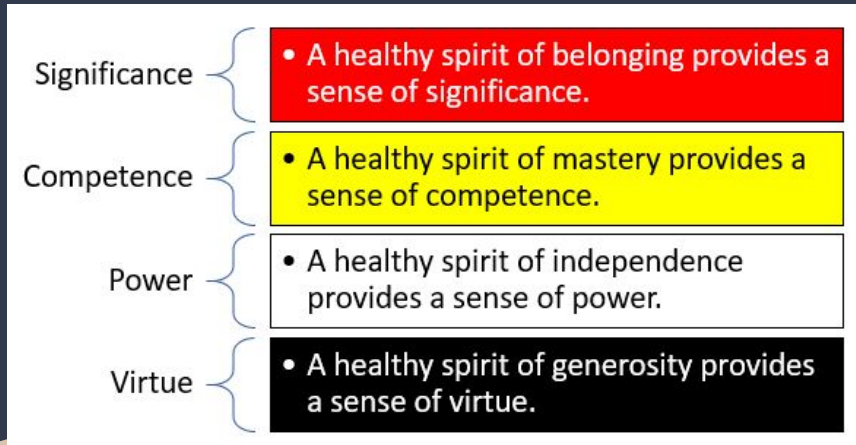 Significance
• A healthy spirit of belonging provides a
sense of significance.
Competence
• A healthy spirit of mastery provides a
sense of competence.
Power
• A healthy spirit of independence
provides a sense of power.
Virtue
• A healthy spirit of generosity provides
a sense of virtue.